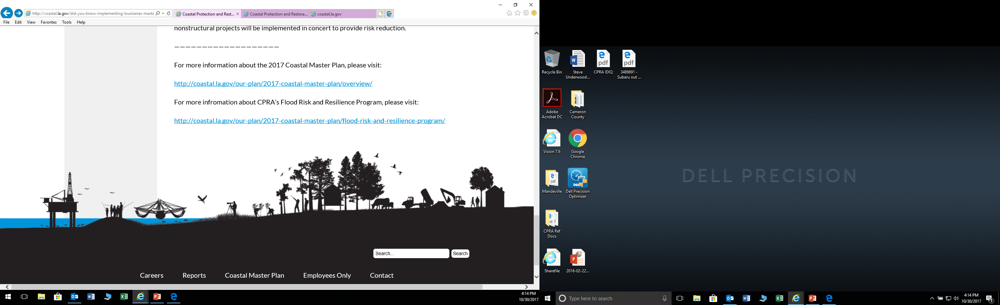 http://coastal.la.gov/did-you-know-implementing-louisianas-maste
Coastal Protection and Rest...
Coastal Protection and Restora...
coastal.la.gov
File Edit View Favorites Tools Help
nonstructural projects will be implemented in concert to provide risk reduction.
———————————————————
For more information about the 2017 Coastal Master Plan, please visit:
http://coastal.la.gov/our-plan/2017-coastal-master-plan/overview/
For more infromation about CPRA’s Flood Risk and Resilience Program, please visit:
http://coastal.la.gov/our-plan/2017-coastal-master-plan/flood-risk-and-resilience-program/
Search...
Search
Careers Reports Coastal Master Plan Employees Only Contact
4:14 PM
10/30/2017
Recycle Bin
Steve
Underwood...
CPRA IDIQ
3489691 -
Subaru out ...
Adobe
Acrobat DC
Cameron
County
Vision 7.6
Google
Chrome
Mandeville
Dell Precision
Optimizer
CPRA Ref
Docs
Sharefile
2016-02-22...
pdf
pdf
pdf
W
P
DELL
DELL PRECISION
Type here to search
4:14 PM
10/30/2017
1